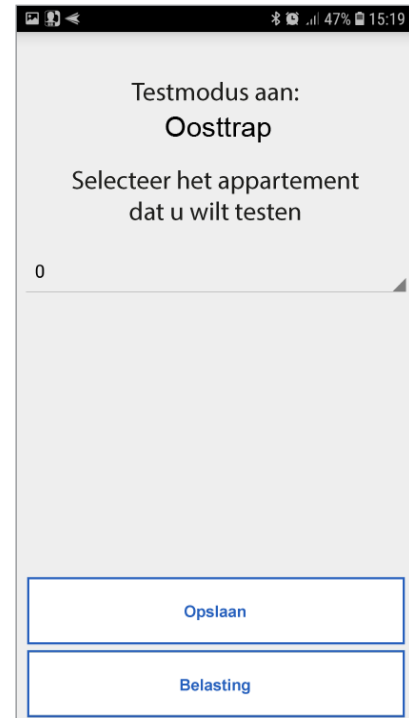 47% 15:19
Testmodus aan:
Oosttrap
Selecteer het appartement
dat u wilt testen
0
Opslaan
Belasting